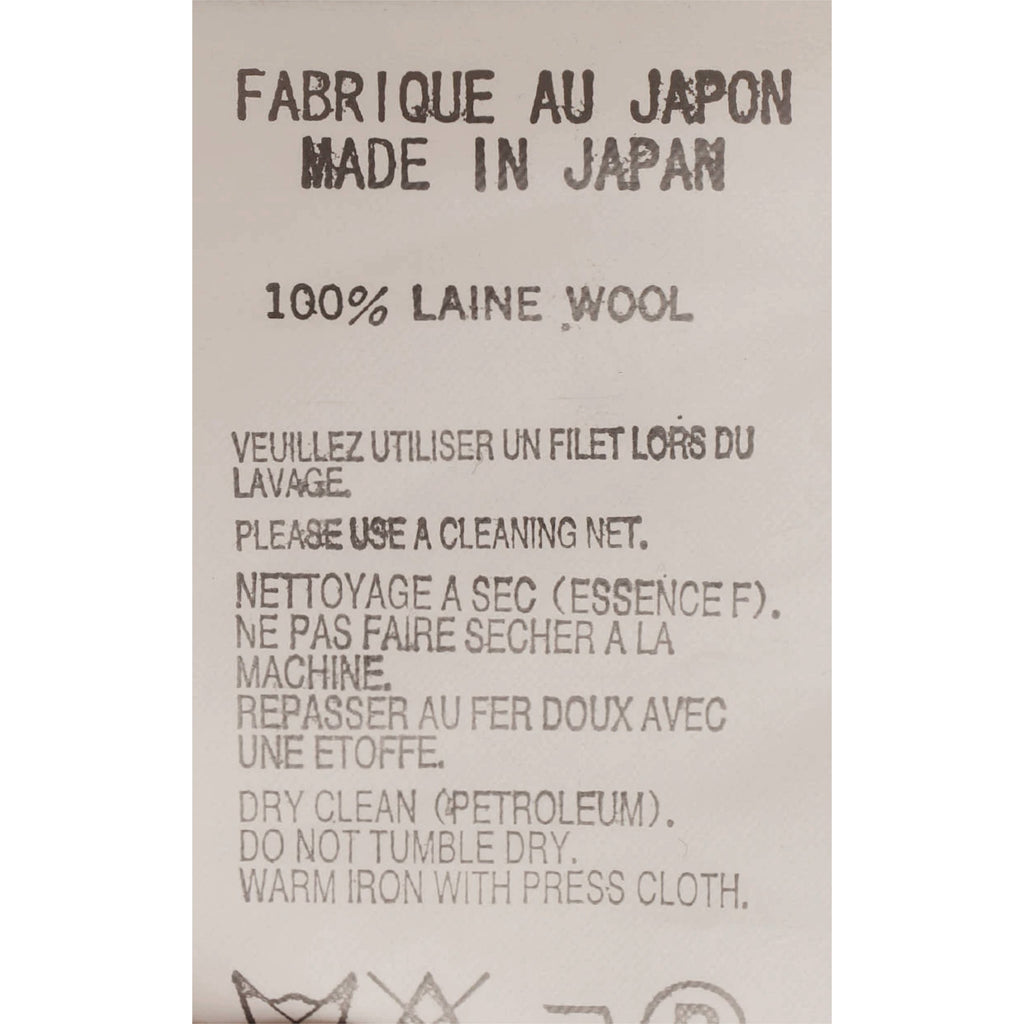 FABRIQUE AU JAPON
MADE IN JAPAN
100% LAINE WOOL
VEUILLEZ UTILISER UN FILET LORS DU
LAVAGE.
PLEASE USE A CLEANING NET.
NETTOYAGE A SEC (ESSENCE F).
NE PAS FAIRE SECHER A LA
MACHINE.
REPASSER AU FER DOUX AVEC
UNE ETOFFE.
DRY CLEAN (PETROLEUM).
DO NOT TUMBLE DRY.
WARM IRON WITH PRESS CLOTH.